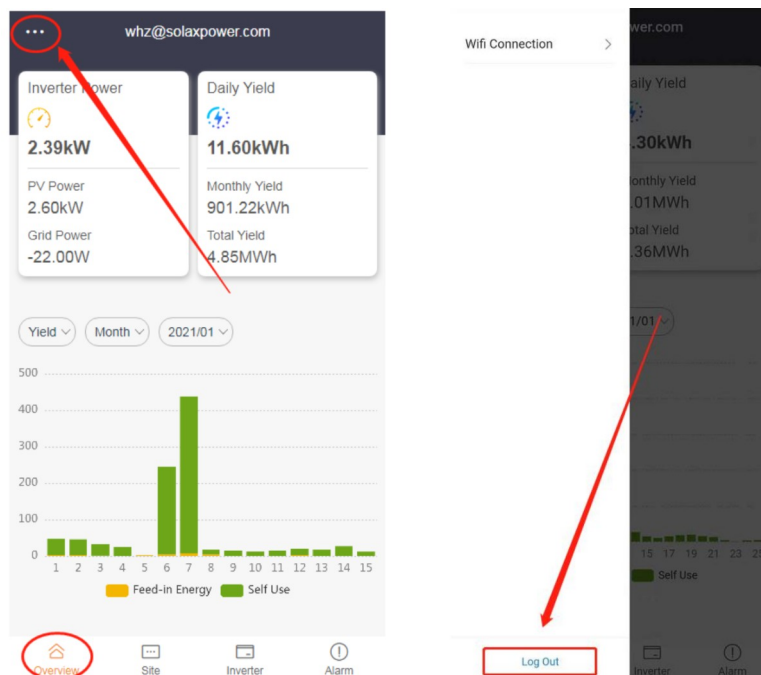 whz@solaxpower.com
Inverter Power
2.39kW
PV Power
2.60kW
Grid Power
-22.00W
Daily Yield
11.60kWh
Monthly Yield
901.22kWh
Total Yield
4.85MWh
Yield
Month
2021/01
500
400
300
200
100
0
1 2 3 4 5 6 7 8 9 10 11 12 13 14 15
Feed-in Energy Self Use
Overview Site Inverter Alarm
Wifi Connection
Log Out
wer.com
aily Yield
.30kWh
onthly Yield
.01MWh
otal Yield
.36MWh
1/01
15 17 19 21 23
Self Use
Inverter Alarm